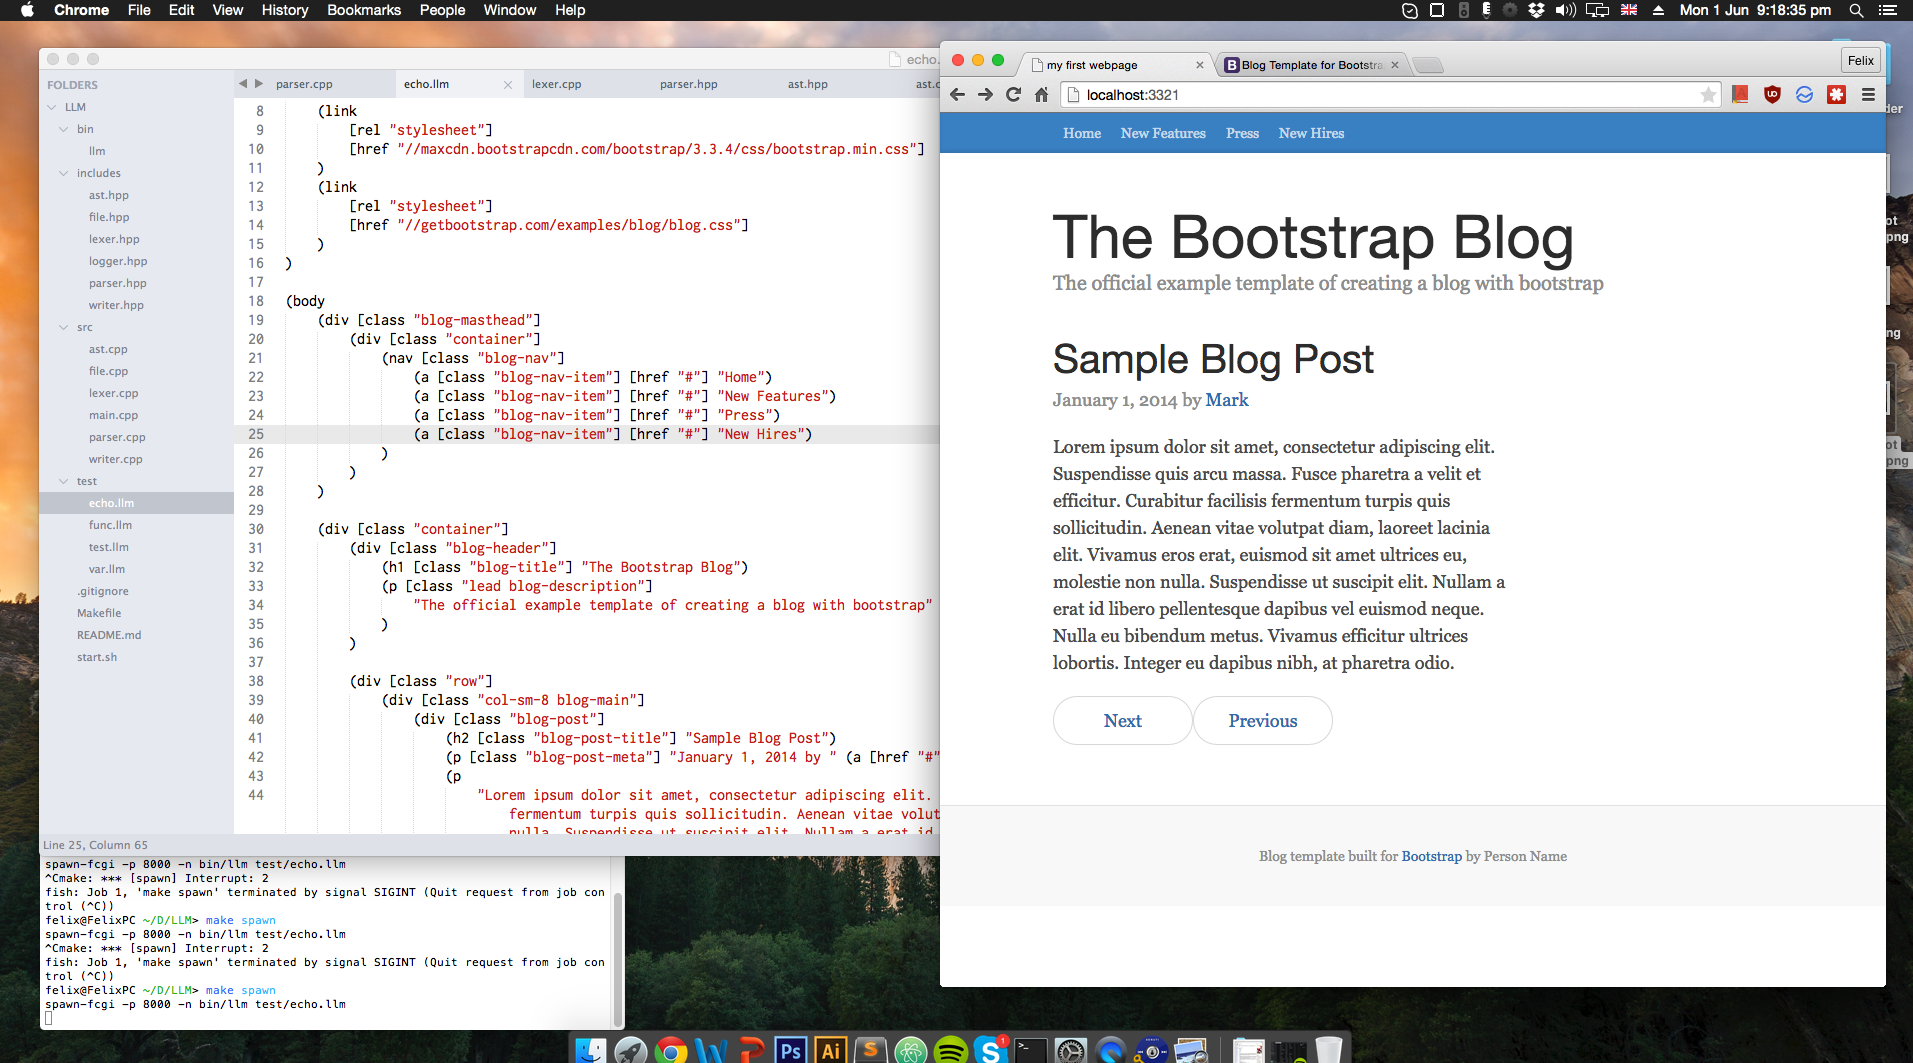 Chrome File Edit View History Bookmarks People Window Help
Mon 1 Jun 9:18:35 pm
echo.
FOLDERS
LLM
bin
llm
includes
ast.hpp
file.hpp
lexer.hpp
logger.hpp
parser.hpp
writer.hpp
src
ast.cpp
file.cpp
lexer.cpp
main.cpp
parser.cpp
writer.cpp
test
echo.llm
func.llm
test.llm
var.llm
.gitignore
Makefile
README.md
start.sh
parser.cpp echo.llm lexer.cpp parser.hpp ast.hpp
8 (link
9 [rel "stylesheet"]
10 [href "//maxcdn.bootstrapcdn.com/bootstrap/3.3.4/css/bootstrap.min.css"]
11 )
12 (link
13 [rel "stylesheet"]
14 [href "//getbootstrap.com/examples/blog/blog.css"]
15 )
16 )
17
18 (body
19 (div [class "blog-masthead"]
20 (div [class "container"]
21 (nav [class "blog-nav"]
22 (a [class "blog-nav-item"] [href "#"] "Home")
23 (a [class "blog-nav-item"] [href "#"] "New Features")
24 (a [class "blog-nav-item"] [href "#"] "Press")
25 (a [class "blog-nav-item"] [href "#"] "New Hires")
26 )
27 )
28 )
29
30 (div [class "container"]
31 (div [class "blog-header"]
32 (h1 [class "blog-title"] "The Bootstrap Blog")
33 (p [class "lead blog-description"]
34 "The official example template of creating a blog with bootstrap"
35 )
36 )
37
38 (div [class "row"]
39 (div [class "col-sm-8 blog-main"]
40 (div [class "blog-post"]
41 (h2 [class "blog-post-title"] "Sample Blog Post")
42 (p [class "blog-post-meta"] "January 1, 2014 by " (a [href "#"
43 (p
44 "Lorem ipsum dolor sit amet, consectetur adipiscing elit.
fermentum turpis quis sollicitudin. Aenean vitae volut
nulla. Suspendisse ut suscipit elit. Nullam a erat id
Line 25, Column 65
spawn-fcgi -p 8000 -n bin/llm test/echo.llm
^Cmake: *** [spawn] Interrupt: 2
fish: Job 1, 'make spawn' terminated by signal SIGINT (Quit request from job con
trol (^C))
felix@FelixPC ~/D/LLM> make spawn
spawn-fcgi -p 8000 -n bin/llm test/echo.llm
^Cmake: *** [spawn] Interrupt: 2
fish: Job 1, 'make spawn' terminated by signal SIGINT (Quit request from job con
trol (^C))
felix@FelixPC ~/D/LLM> make spawn
spawn-fcgi -p 8000 -n bin/llm test/echo.llm
my first webpage
Blog Template for Bootstra
Felix
localhost:3321
Home New Features Press New Hires
The Bootstrap Blog
The official example template of creating a blog with bootstrap
Sample Blog Post
January 1, 2014 by Mark
Lorem ipsum dolor sit amet, consectetur adipiscing elit.
Suspendisse quis arcu massa. Fusce pharetra a velit et
efficitur. Curabitur facilisis fermentum turpis quis
sollicitudin. Aenean vitae volutpat diam, laoreet lacinia
elit. Vivamus eros erat, euismod sit amet ultrices eu,
molestie non nulla. Suspendisse ut suscipit elit. Nullam a
erat id libero pellentesque dapibus vel euismod neque.
Nulla eu bibendum metus. Vivamus efficitur ultrices
lobortis. Integer eu dapibus nibh, at pharetra odio.
Next Previous
Blog template built for Bootstrap by Person Name
Ps Ai
1